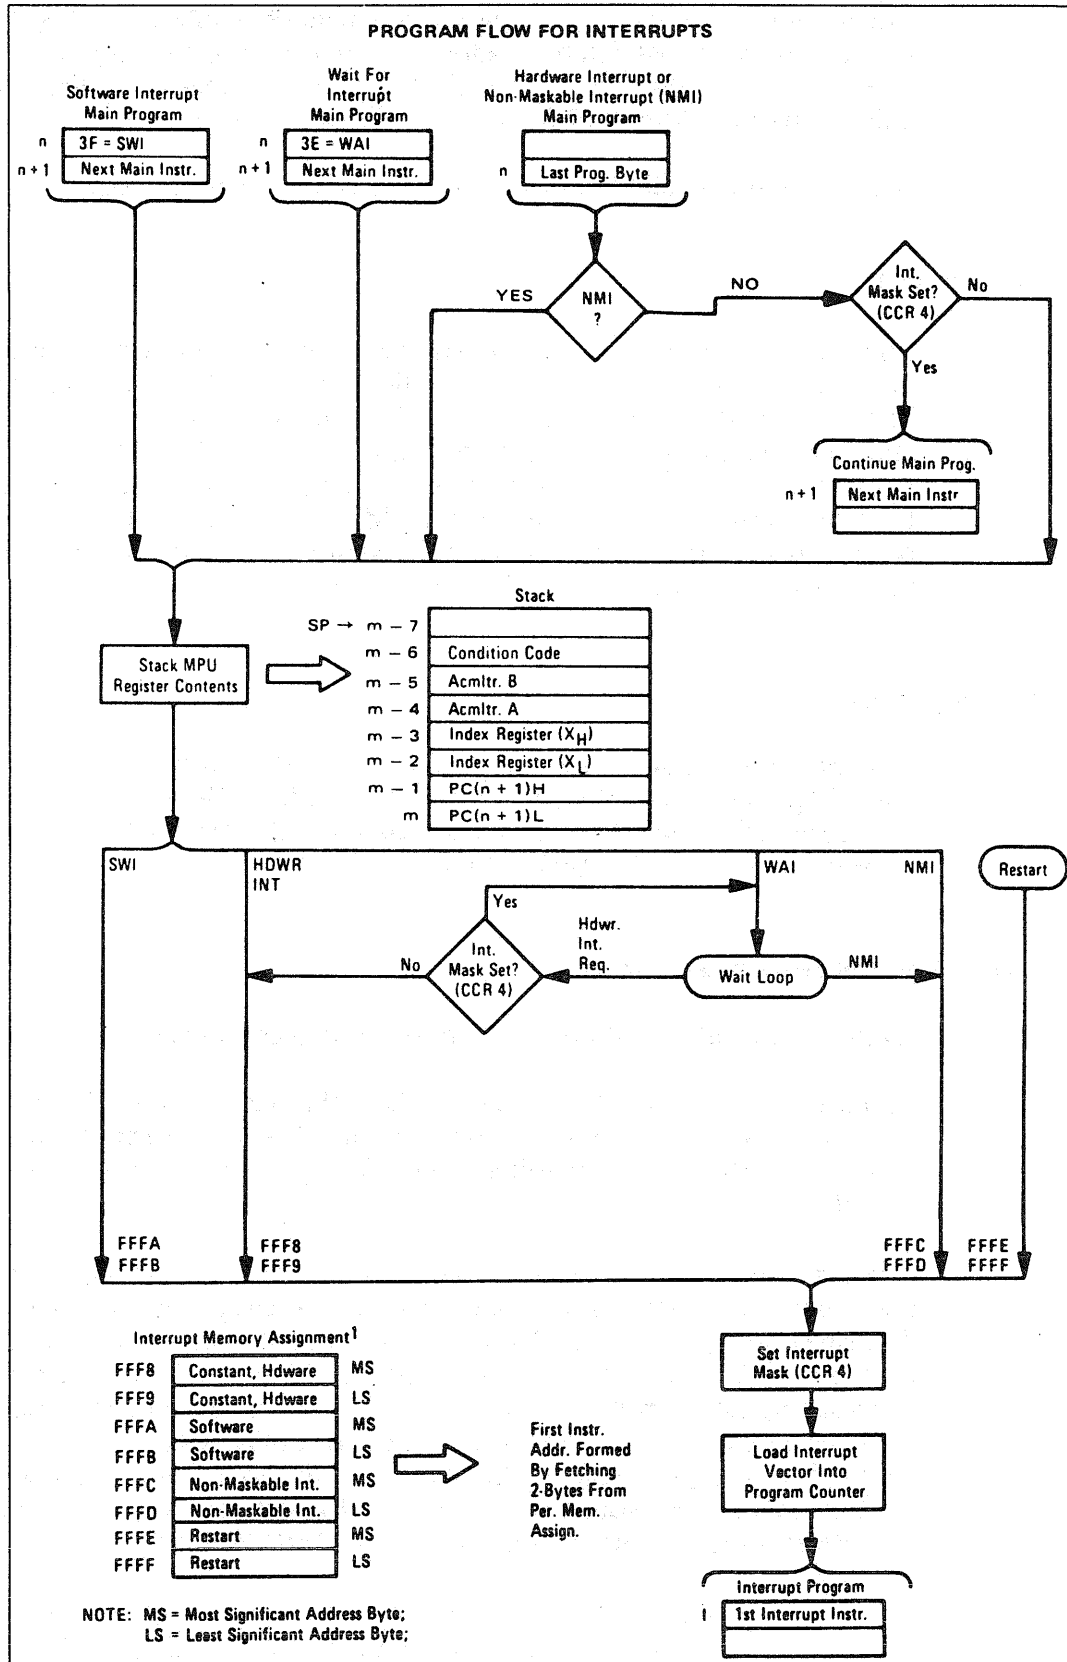 PROGRAM FLOW FOR INTERRUPTS
Software Interrupt
Main Program
n 3F = SWI
n + 1 Next Main Instr.
Wait For
Interrupt
Main Program
n 3E = WAI
n + 1 Next Main Instr.
Hardware Interrupt or
Non-Maskable Interrupt (NMI)
Main Program
n Last Prog. Byte
YES
NMI
?
NO
Int.
Mask Set?
(CCR 4)
No
Yes
Continue Main Prog.
n + 1 Next Main Instr
Stack MPU
Register Contents
Stack
SP → m – 7
m – 6 Condition Code
m – 5 Acmltr. B
m – 4 Acmltr. A
m – 3 Index Register (XH)
m – 2 Index Register (XL)
m – 1 PC(n + 1)H
m PC(n + 1)L
SWI
HDWR
INT
Yes
Int.
Mask Set?
(CCR 4)
No
Hdwr.
Int.
Req.
WAI
Wait Loop
NMI
NMI
Restart
FFFA
FFFB
FFF8
FFF9
FFFC
FFFD
FFFE
FFFF
Interrupt Memory Assignment1
FFF8 Constant, Hdware MS
FFF9 Constant, Hdware LS
FFFA Software MS
FFFB Software LS
FFFC Non-Maskable Int. MS
FFFD Non-Maskable Int. LS
FFFE Restart MS
FFFF Restart LS
First Instr.
Addr. Formed
By Fetching
2-Bytes From
Per. Mem.
Assign.
Set Interrupt
Mask (CCR 4)
Load Interrupt
Vector Into
Program Counter
Interrupt Program
1st Interrupt Instr.
NOTE: MS = Most Significant Address Byte;
LS = Least Significant Address Byte;